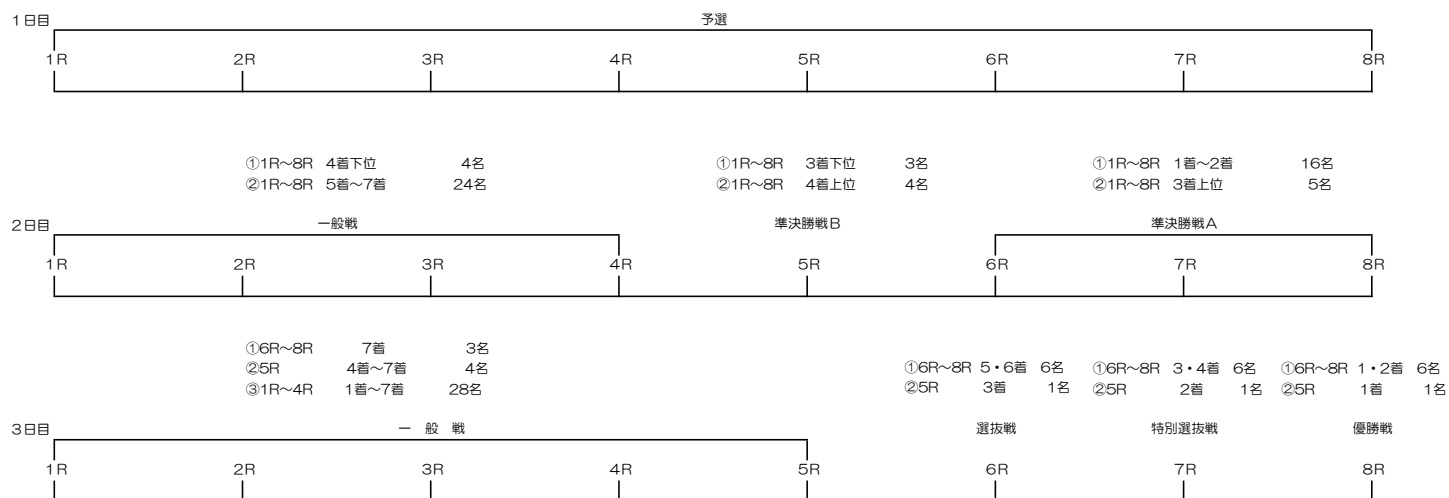 1日目
予選
1R 2R 3R 4R 5R 6R 7R 8R
①1R～8R 4着下位 4名
②1R～8R 5着～7着 24名
①1R～8R 3着下位 3名
②1R～8R 4着上位 4名
①1R～8R 1着～2着 16名
②1R～8R 3着上位 5名
2日目
一般戦 準決勝戦B 準決勝戦A
1R 2R 3R 4R 5R 6R 7R 8R
①6R～8R 7着 3名
②5R 4着～7着 4名
③1R～4R 1着～7着 28名
①6R～8R 5・6着 6名
②5R 3着 1名
①6R～8R 3・4着 6名
②5R 2着 1名
①6R～8R 1・2着 6名
②5R 1着 1名
3日目
一 般 戦 選抜戦 特別選抜戦 優勝戦
1R 2R 3R 4R 5R 6R 7R 8R